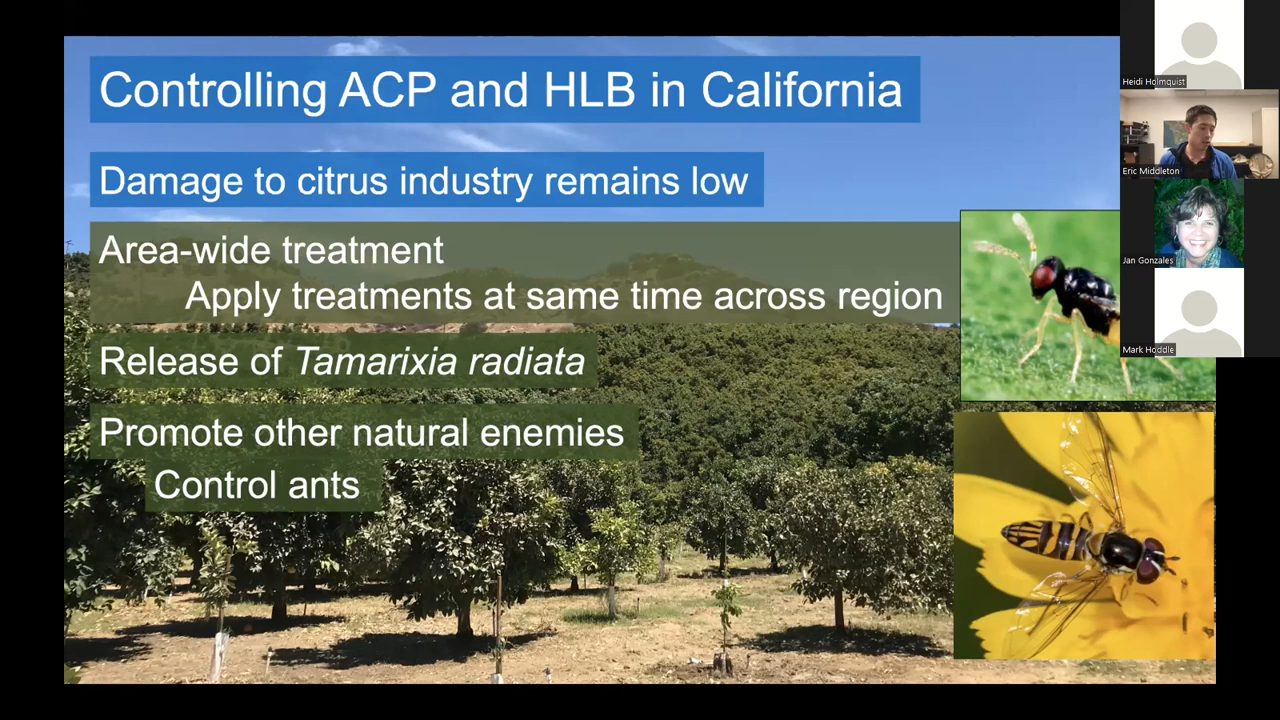 Controlling ACP and HLB in California
Damage to citrus industry remains low
Area-wide treatment
Apply treatments at same time across region
Release of Tamarixia radiata
Promote other natural enemies
Control ants
Heidi Holmquist
Eric Middleton
Jan Gonzales
Mark Hoddle